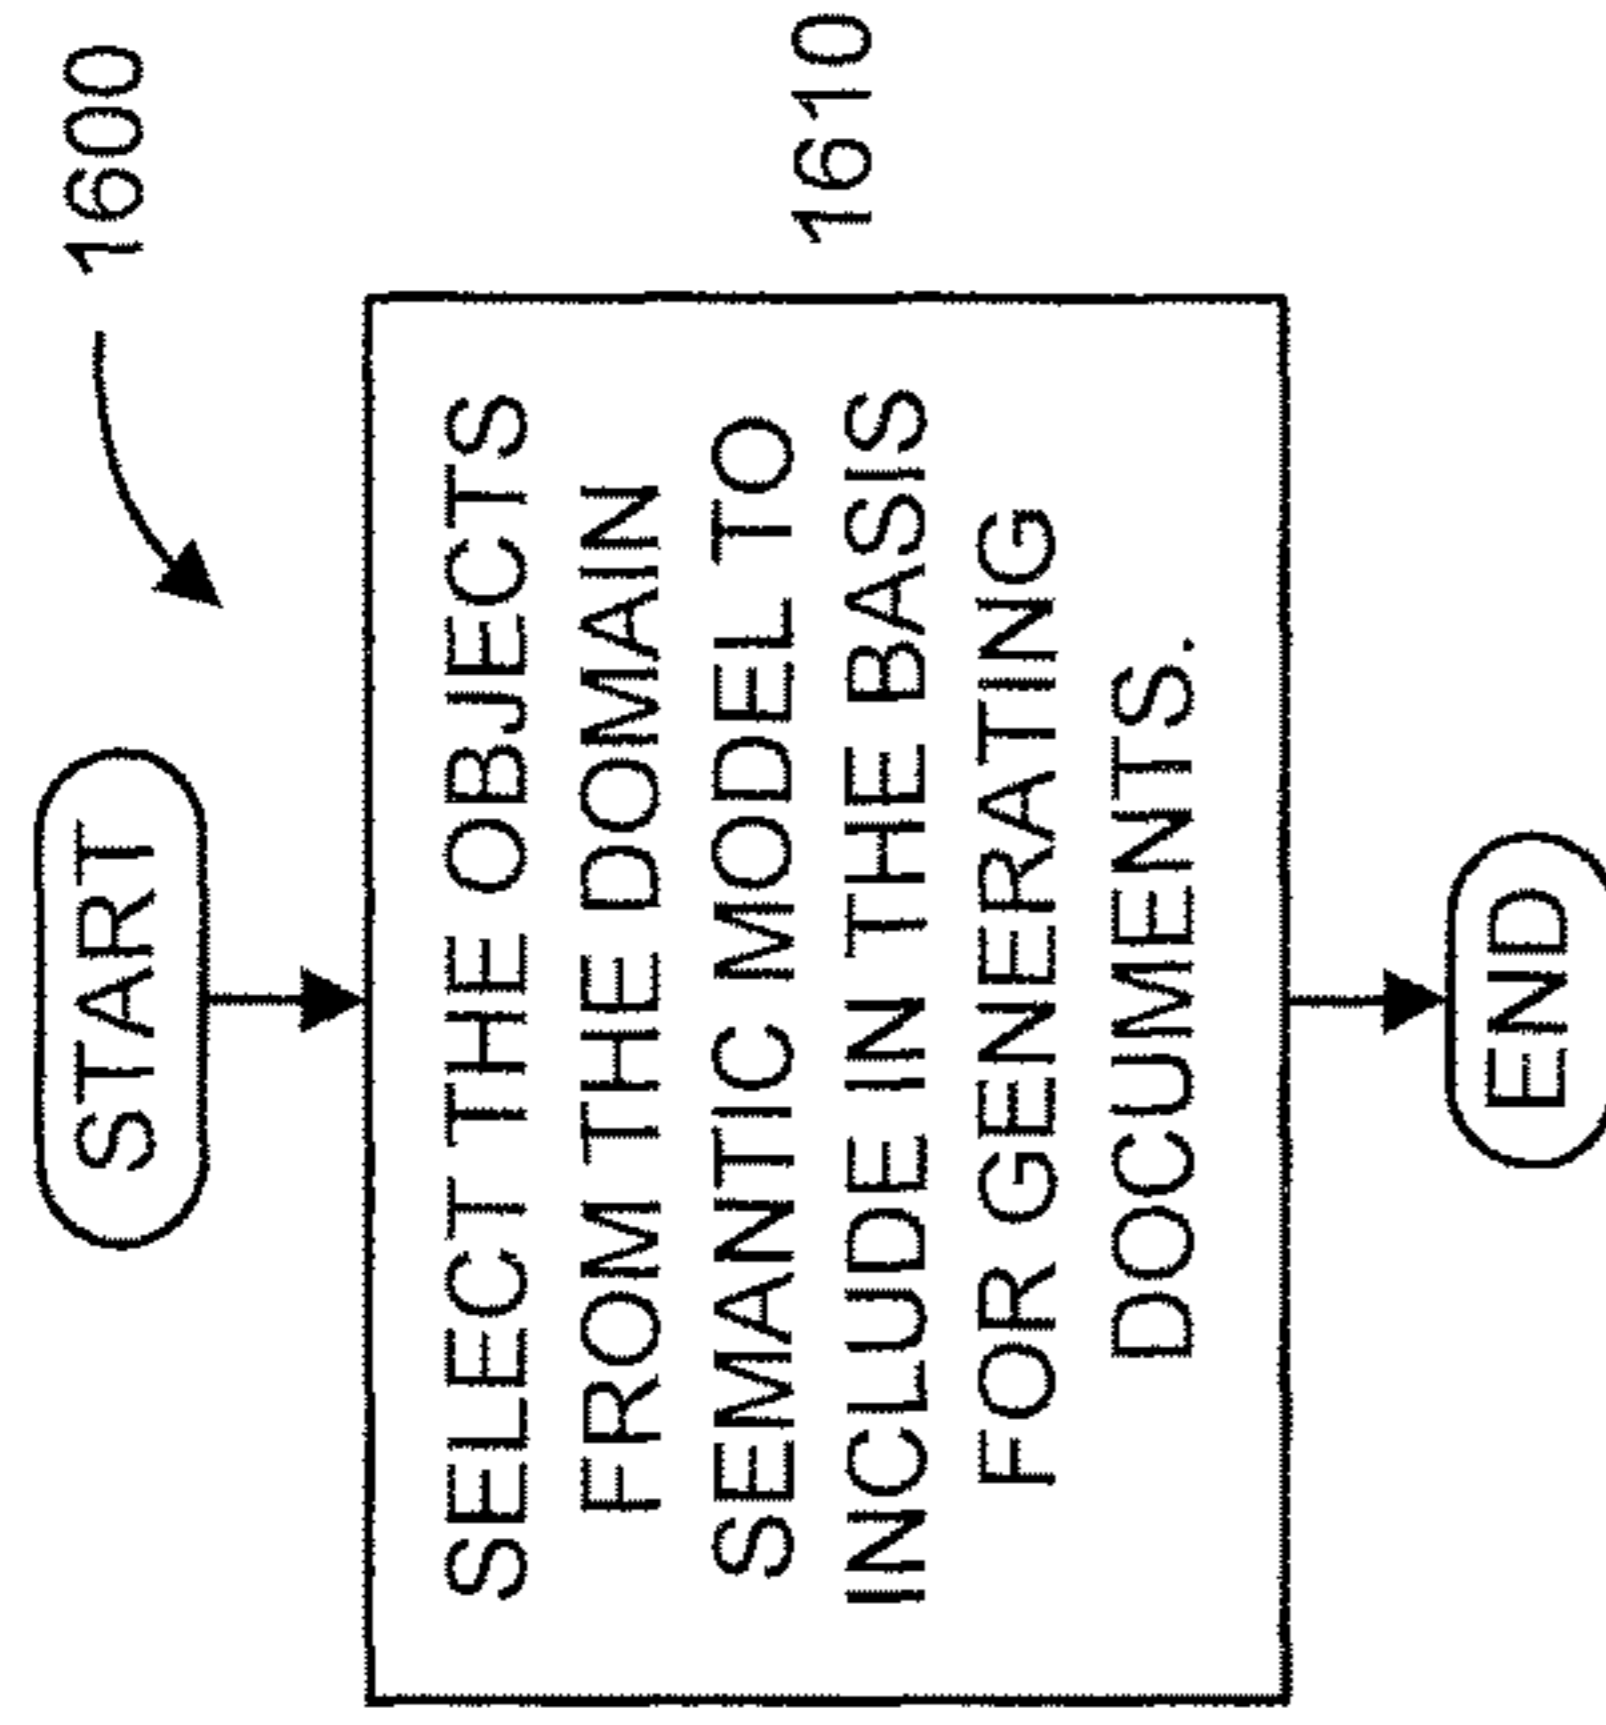 START
1600
SELECT THE OBJECTS
FROM THE DOMAIN
SEMANTIC MODEL TO
INCLUDE IN THE BASIS
FOR GENERATING
DOCUMENTS.
1610
END